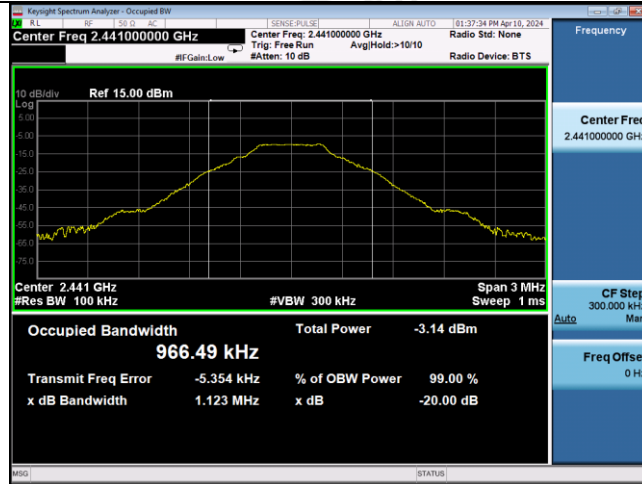 Keysight Spectrum Analyzer - Occupied BW
RL RF 50 Ω AC SENSE:PULSE ALIGN AUTO 01:37:34 PM Apr 10, 2024
Center Freq 2.441000000 GHz
Center Freq: 2.441000000 GHz
Radio Std: None
Trig: Free Run Avg|Hold:>10/10
#IFGain:Low
#Atten: 10 dB
Radio Device: BTS
10 dB/div Ref 15.00 dBm
Log
5.00
-5.00
-15.0
-25.0
-35.0
-45.0
-55.0
-65.0
-75.0
Center 2.441 GHz Span 3 MHz
#Res BW 100 kHz #VBW 300 kHz Sweep 1 ms
Occupied Bandwidth Total Power -3.14 dBm
966.49 kHz
Transmit Freq Error -5.354 kHz % of OBW Power 99.00 %
x dB Bandwidth 1.123 MHz x dB -20.00 dB
MSG STATUS
Frequency
Center Fre
2.441000000 GH
CF Step
300.000 kH
Auto Ma
Freq Offse
0 H